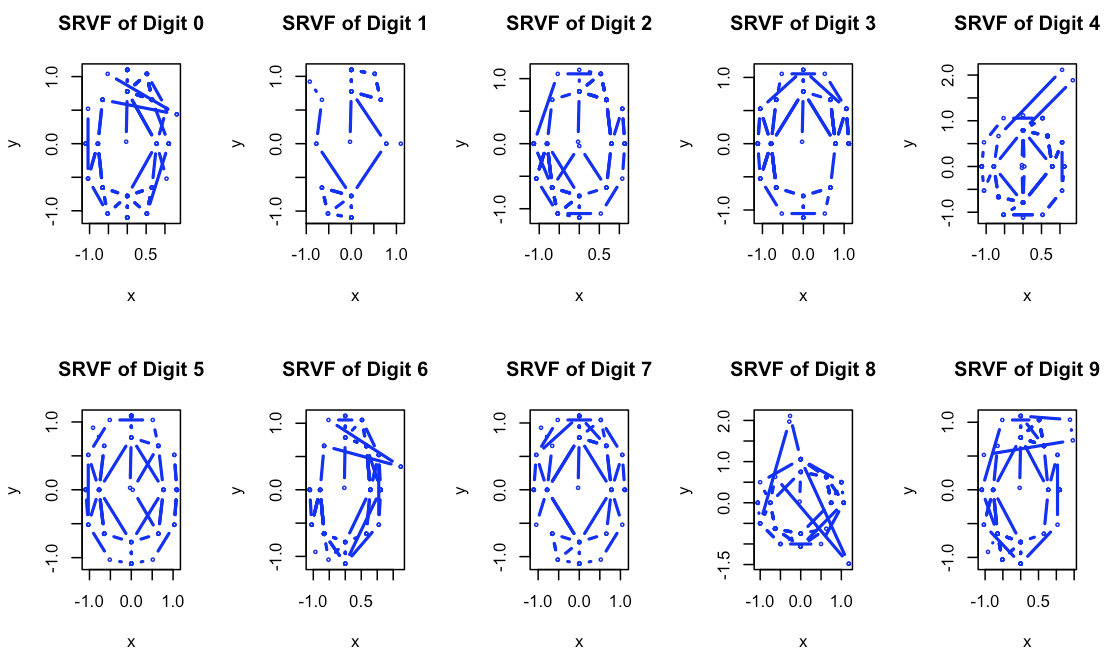 SRVF of Digit 0 SRVF of Digit 1 SRVF of Digit 2 SRVF of Digit 3 SRVF of Digit 4
y 1.0 0.0 -1.0 y 1.0 0.0 -1.0 y 1.0 0.0 -1.0 y 1.0 0.0 -1.0 y 2.0 1.0 0.0 -1.0
-1.0 0.5 -1.0 0.0 1.0 -1.0 0.5 -1.0 0.0 1.0 -1.0 0.5
x x x x x
SRVF of Digit 5 SRVF of Digit 6 SRVF of Digit 7 SRVF of Digit 8 SRVF of Digit 9
y 1.0 0.0 -1.0 y 1.0 0.0 -1.0 y 1.0 0.0 -1.0 y 2.0 1.0 0.0 -1.5 y 1.0 0.0 -1.0
-1.0 0.0 1.0 -1.0 0.5 -1.0 0.0 1.0 -1.0 0.0 1.0 -1.0 0.5
x x x x x